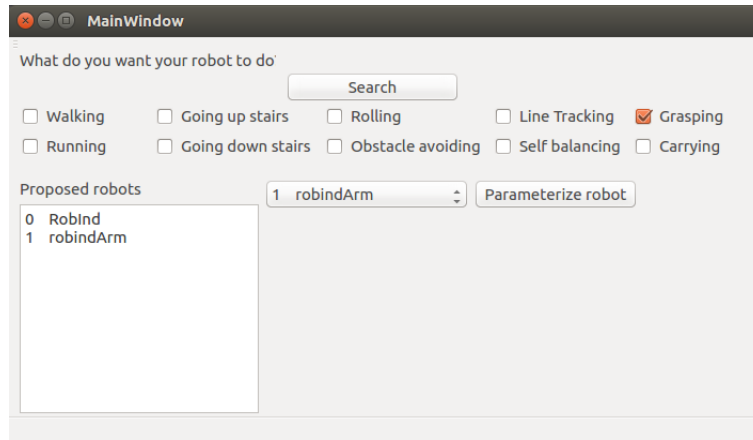 MainWindow
What do you want your robot to do
Search
Walking Going up stairs Rolling Line Tracking Grasping
Running Going down stairs Obstacle avoiding Self balancing Carrying
Proposed robots
1 robindArm Parameterize robot
0 RobInd
1 robindArm